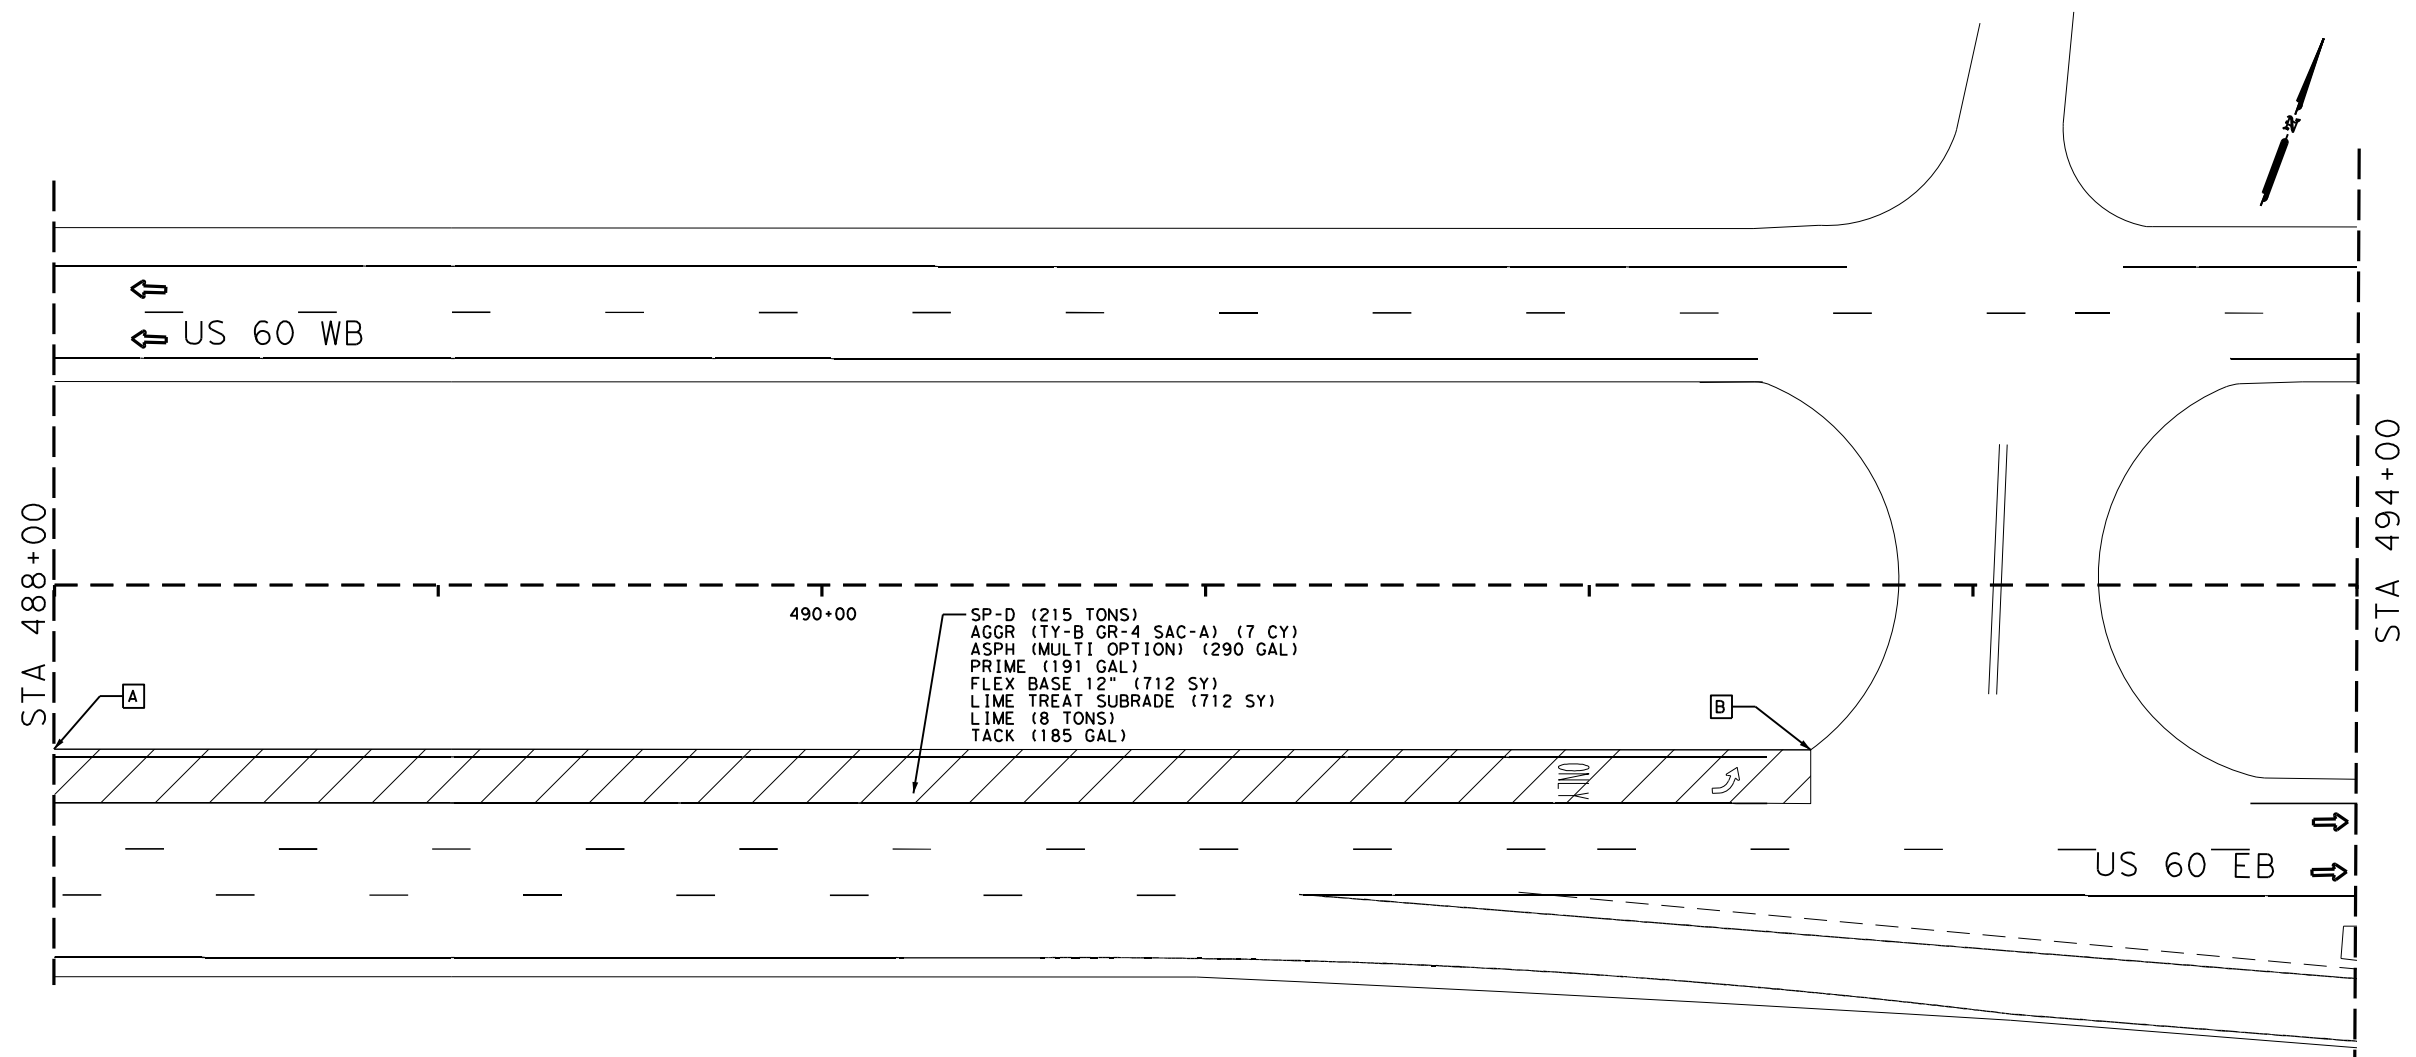 N
US 60 WB
STA 488+00
STA 494+00
490+00
SP-D (215 TONS)
AGGR (TY-B GR-4 SAC-A) (7 CY)
ASPH (MULTI OPTION) (290 GAL)
PRIME (191 GAL)
FLEX BASE 12" (712 SY)
LIME TREAT SUBRADE (712 SY)
LIME (8 TONS)
TACK (185 GAL)
A
B
ONLY
US 60 EB